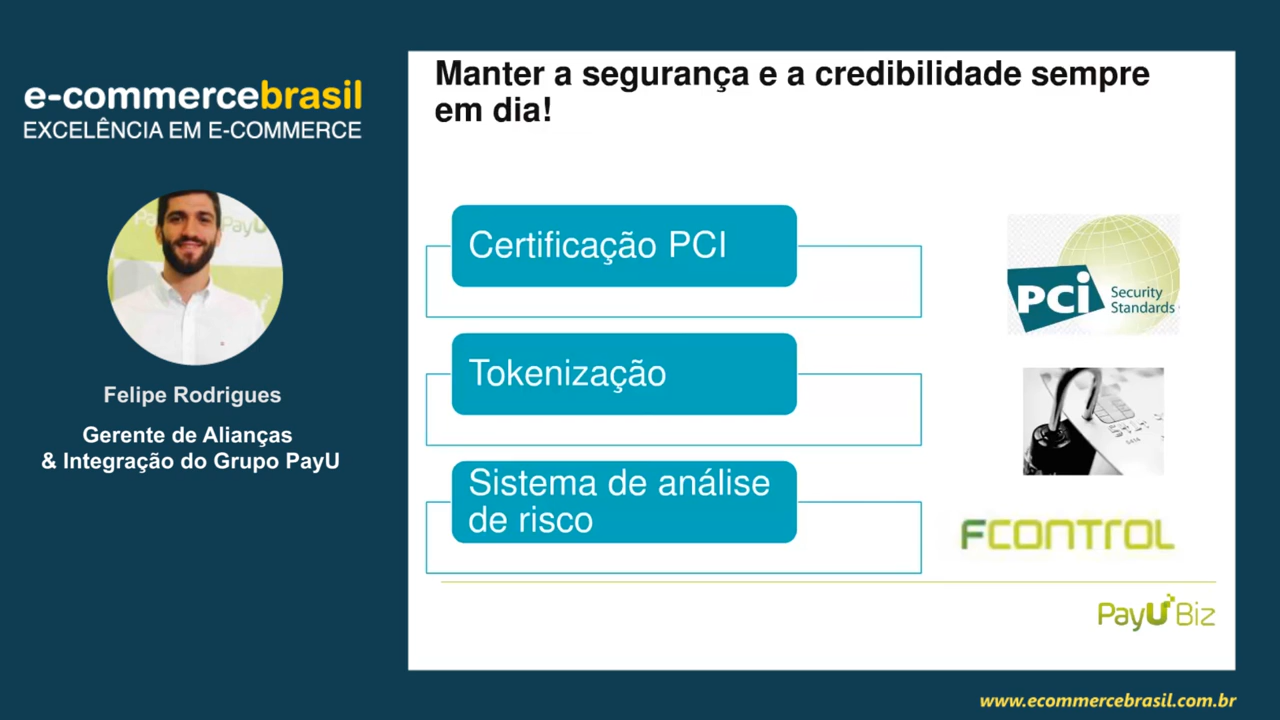 e-commercebrasil
EXCELÊNCIA EM E-COMMERCE
PayU
Felipe Rodrigues
Gerente de Alianças
& Integração do Grupo PayU
Manter a segurança e a credibilidade sempre
em dia!
Certificação PCI
Tokenização
Sistema de análise
de risco
PCi
Security
Standards
FCONTROL
PayU Biz
www.ecommercebrasil.com.br